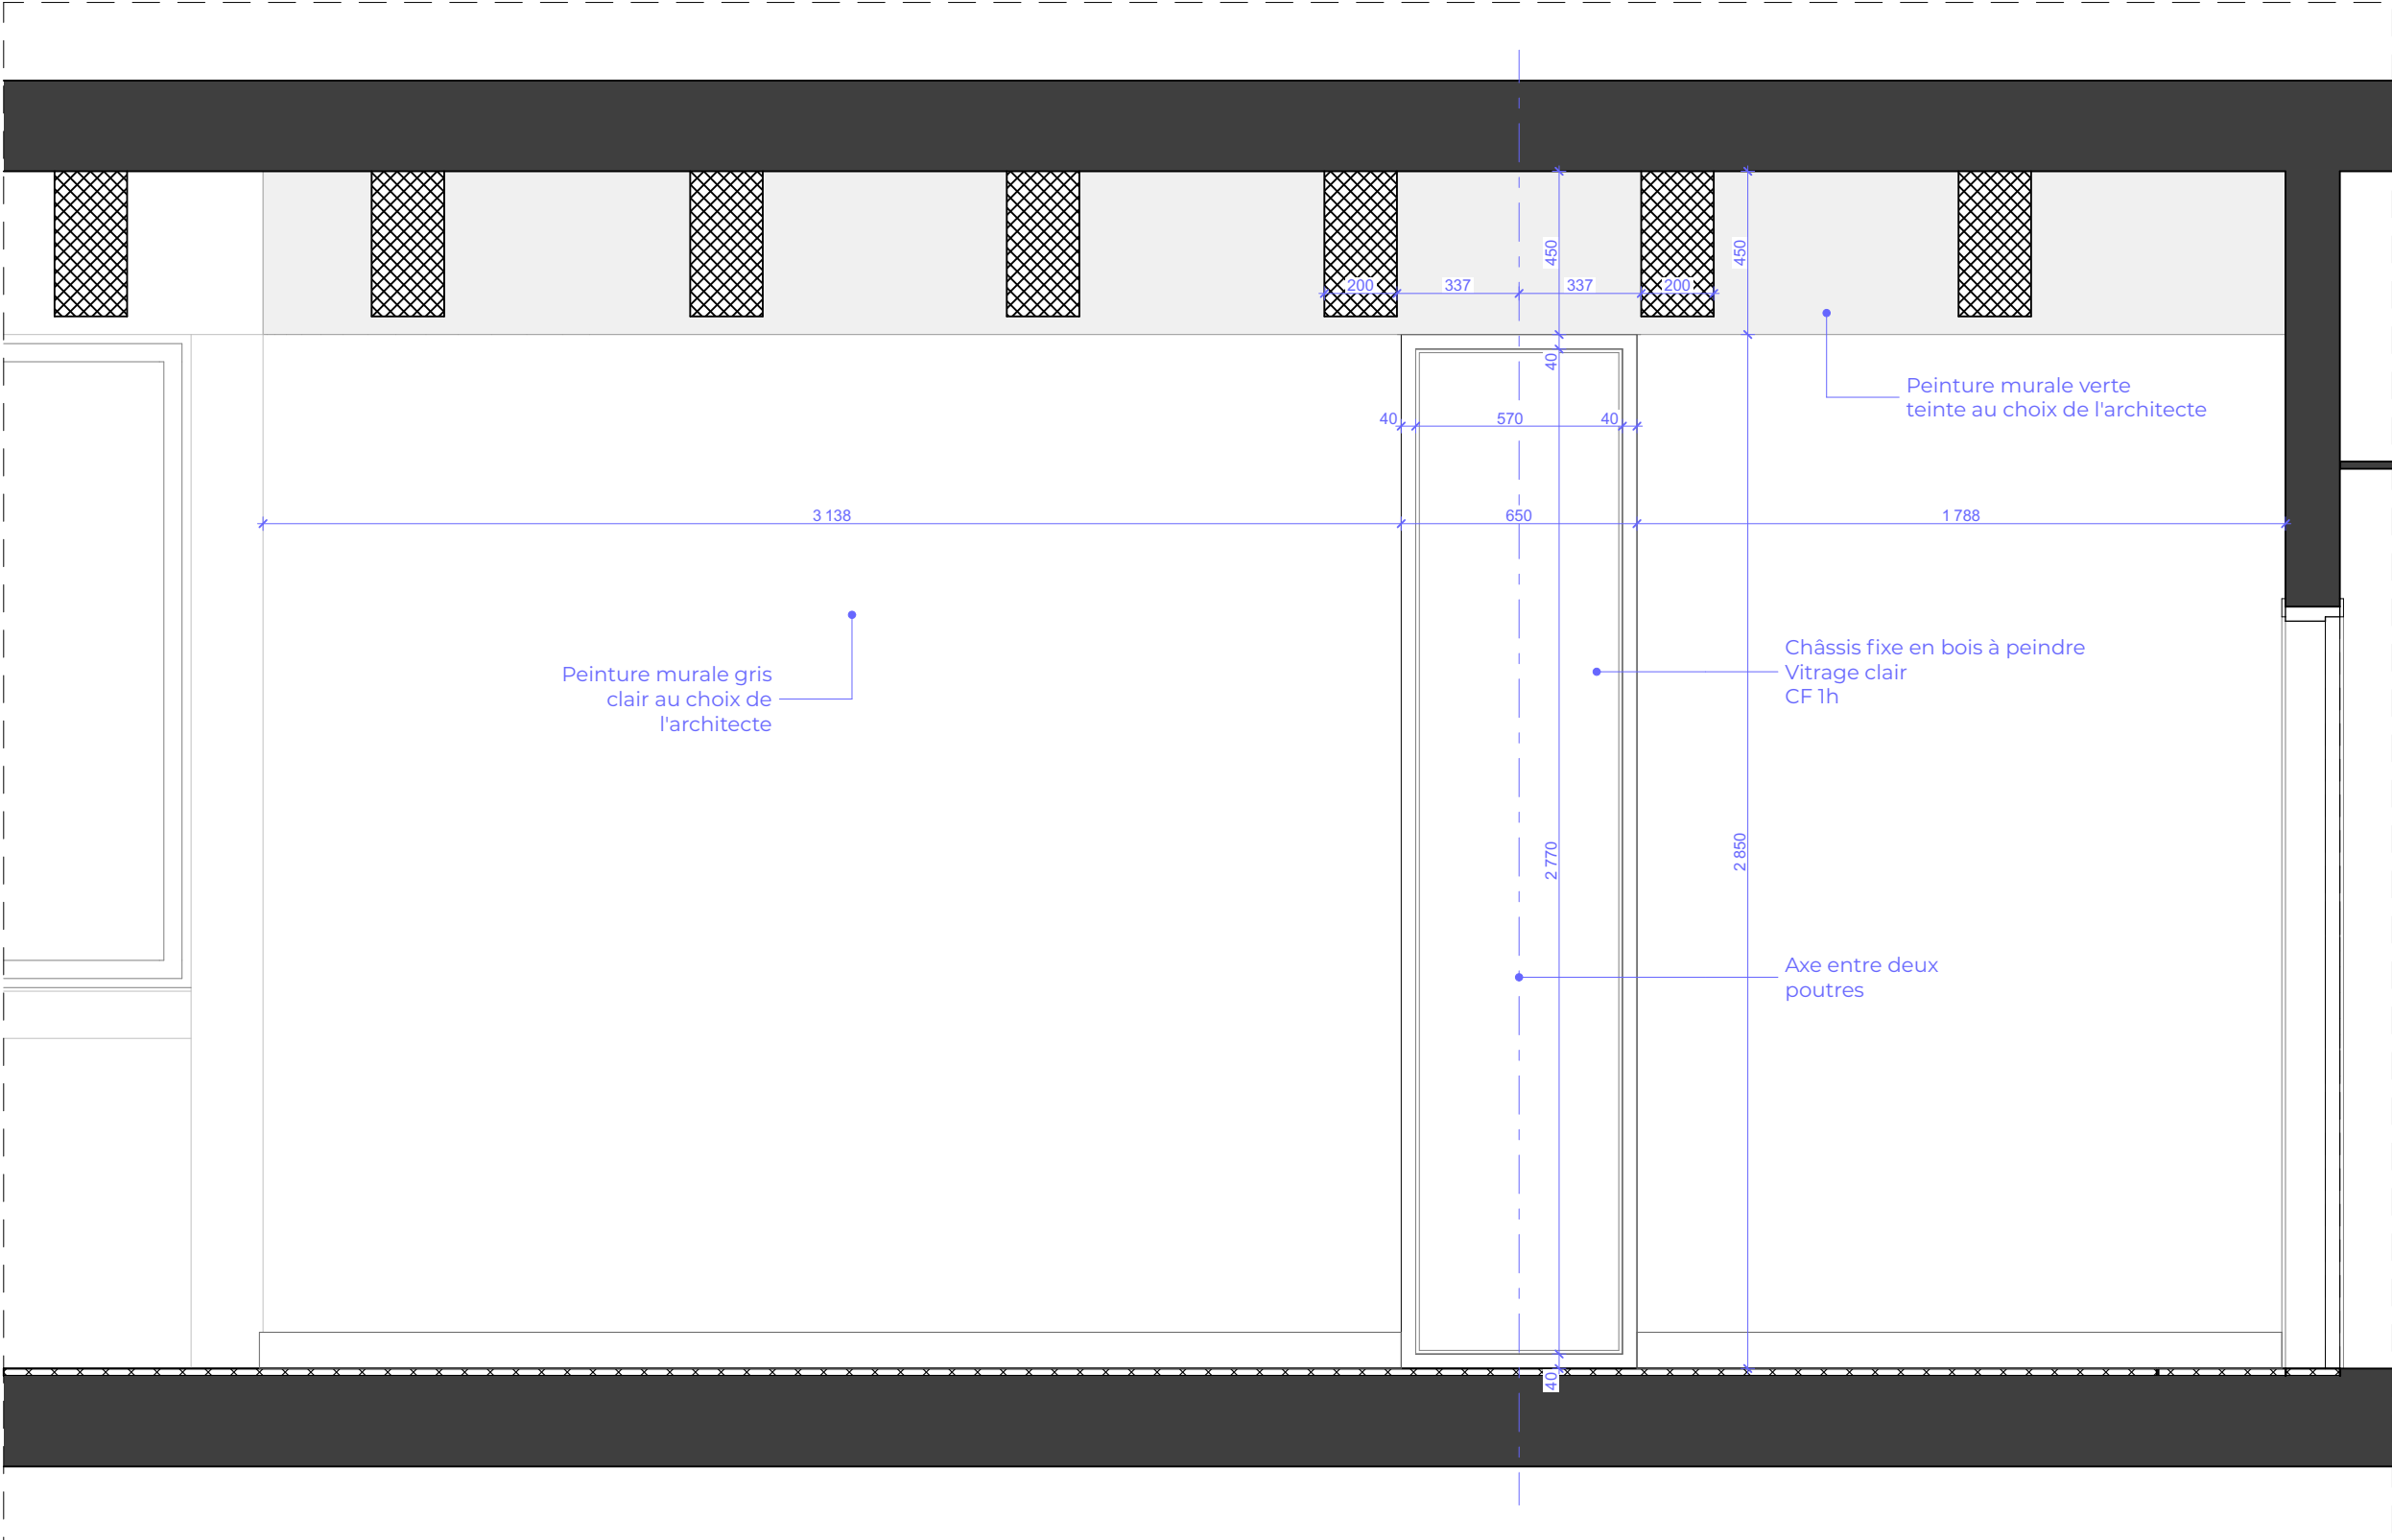 450
450
200
337
337
200
40
Peinture murale verte
teinte au choix de l'architecte
40
570
40
3 138
650
1 788
Peinture murale gris
clair au choix de
l'architecte
Châssis fixe en bois à peindre
Vitrage clair
CF 1h
2 770
2 850
Axe entre deux
poutres
40